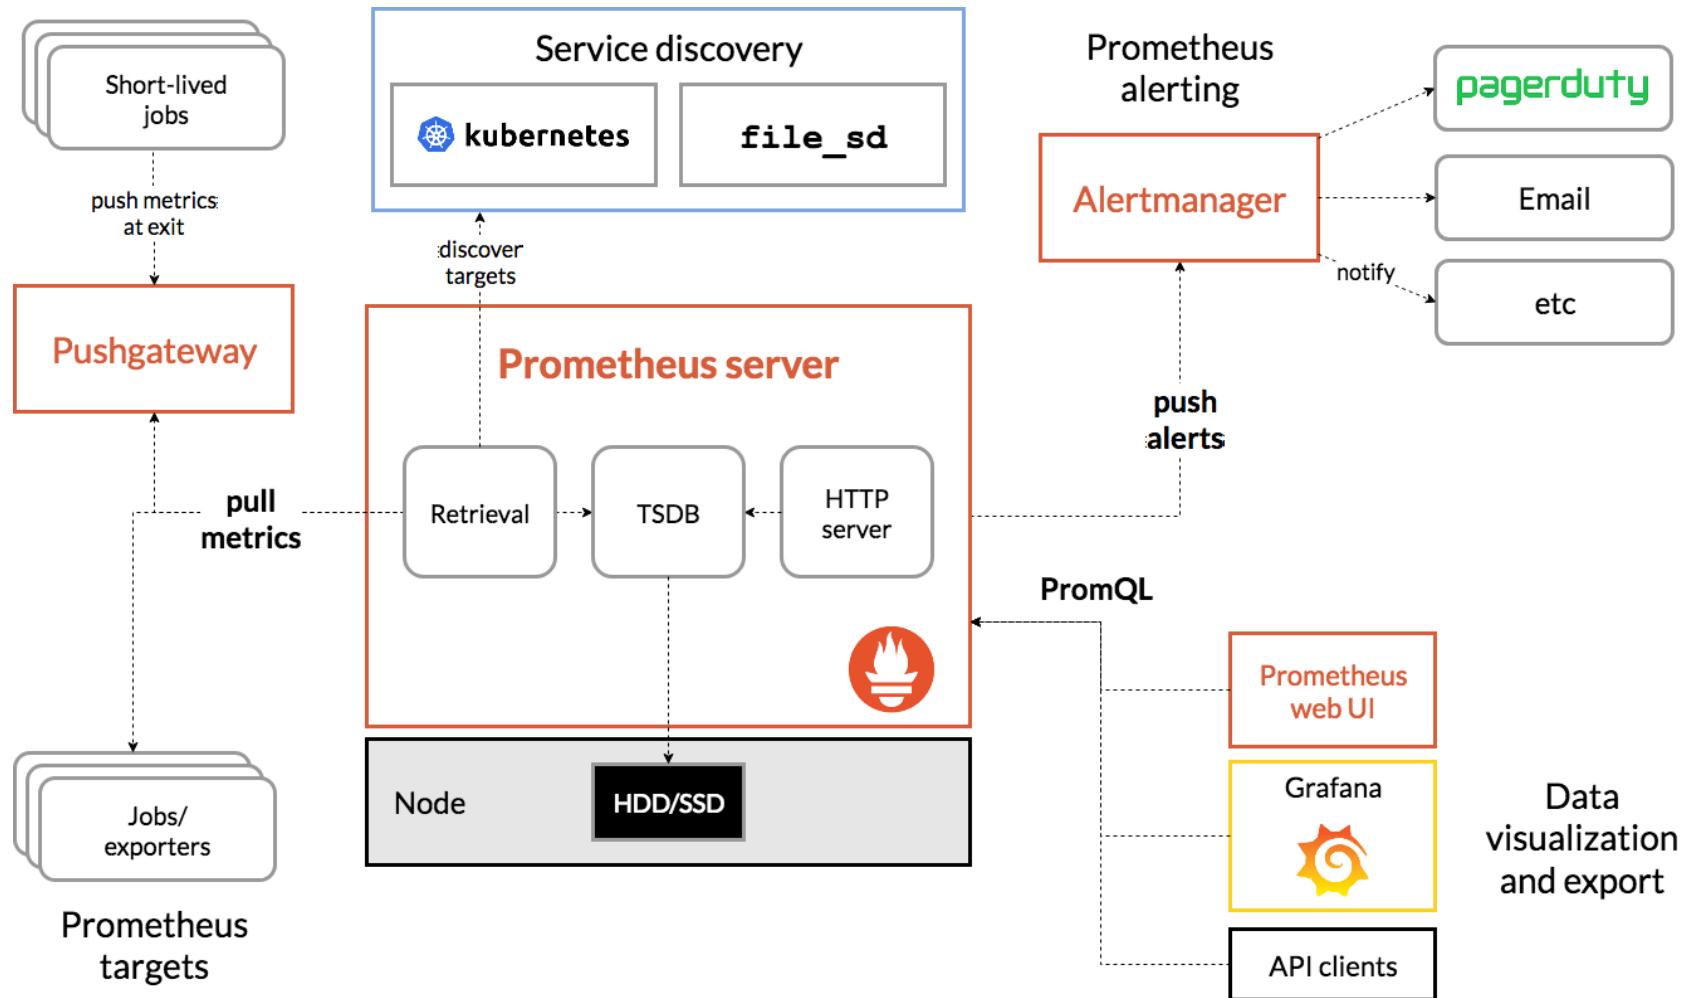 Short-lived
jobs
push metrics
at exit
Pushgateway
pull
metrics
Jobs/
exporters
Prometheus
targets
Service discovery
kubernetes
file_sd
discover
targets
Prometheus server
Retrieval
TSDB
HTTP
server
Node
HDD/SSD
Prometheus
alerting
Alertmanager
pagerduty
Email
notify
etc
push
alerts
PromQL
Prometheus
web UI
Grafana
API clients
Data
visualization
and export